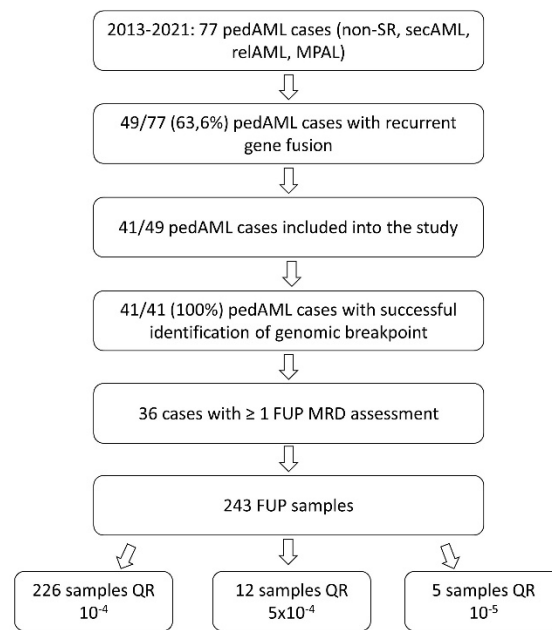 2013-2021: 77 pedAML cases (non-SR, secAML,
relAML, MPAL)
49/77 (63,6%) pedAML cases with recurrent
gene fusion
41/49 pedAML cases included into the study
41/41 (100%) pedAML cases with successful
identification of genomic breakpoint
36 cases with ≥ 1 FUP MRD assessment
243 FUP samples
226 samples QR
10⁻⁴
12 samples QR
5x10⁻⁴
5 samples QR
10⁻⁵